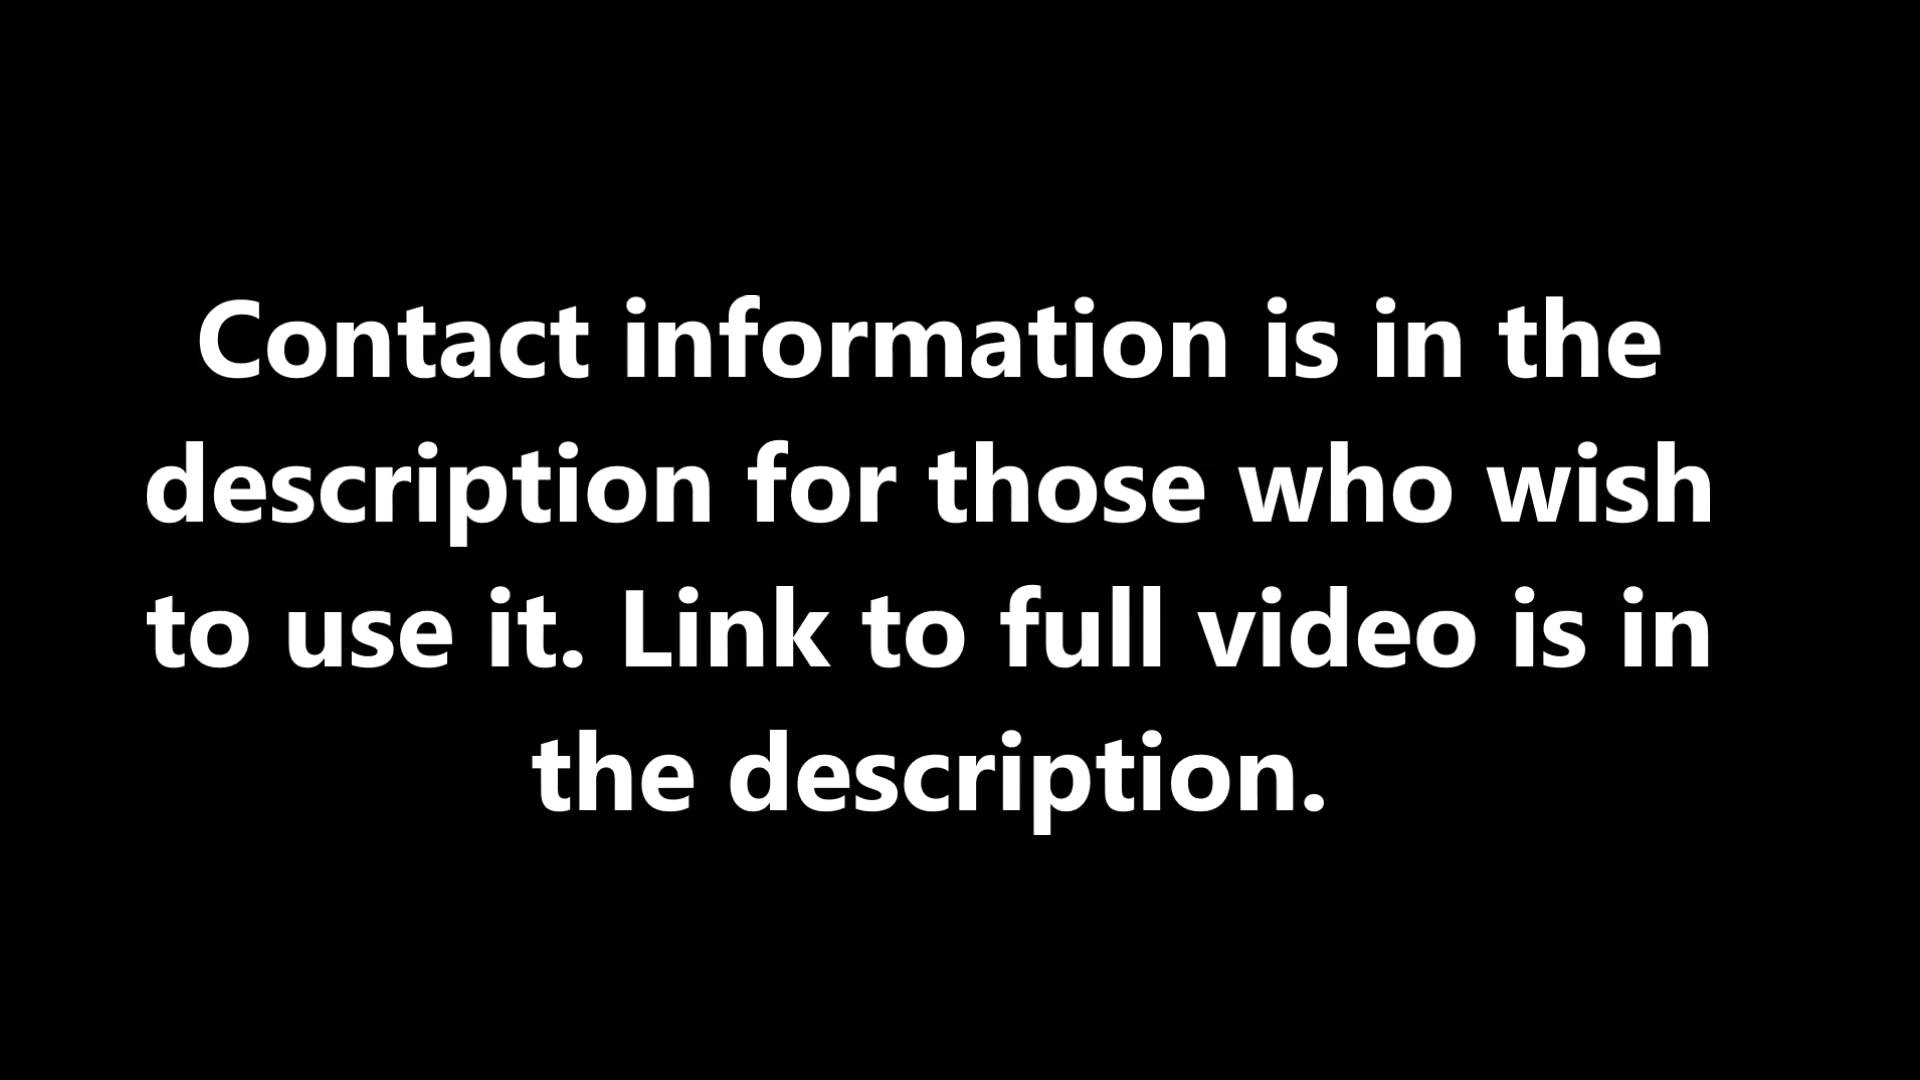 Contact information is in the
description for those who wish
to use it. Link to full video is in
the description.